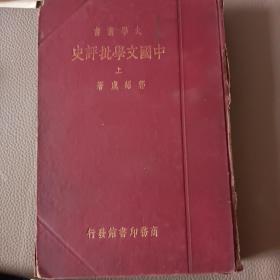 大學叢書
中國文學批評史
上
郭紹虞著
商務印書館發行